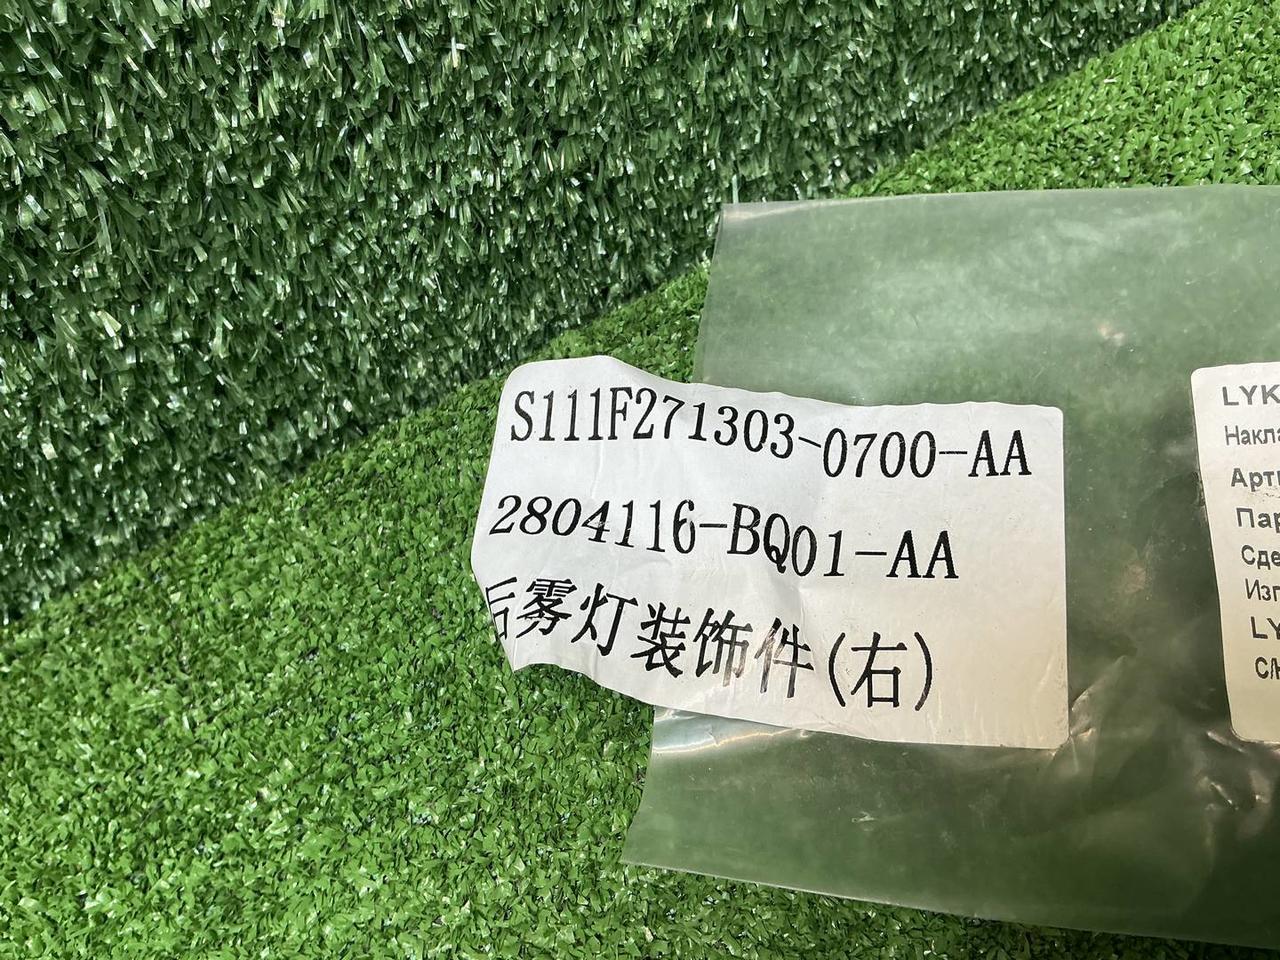 S111F271303-0700-AA
2804116-BQ01-AA
后雾灯装饰件(右)
LYK
Накла
Арти
Пар
Сде
Изг
LY